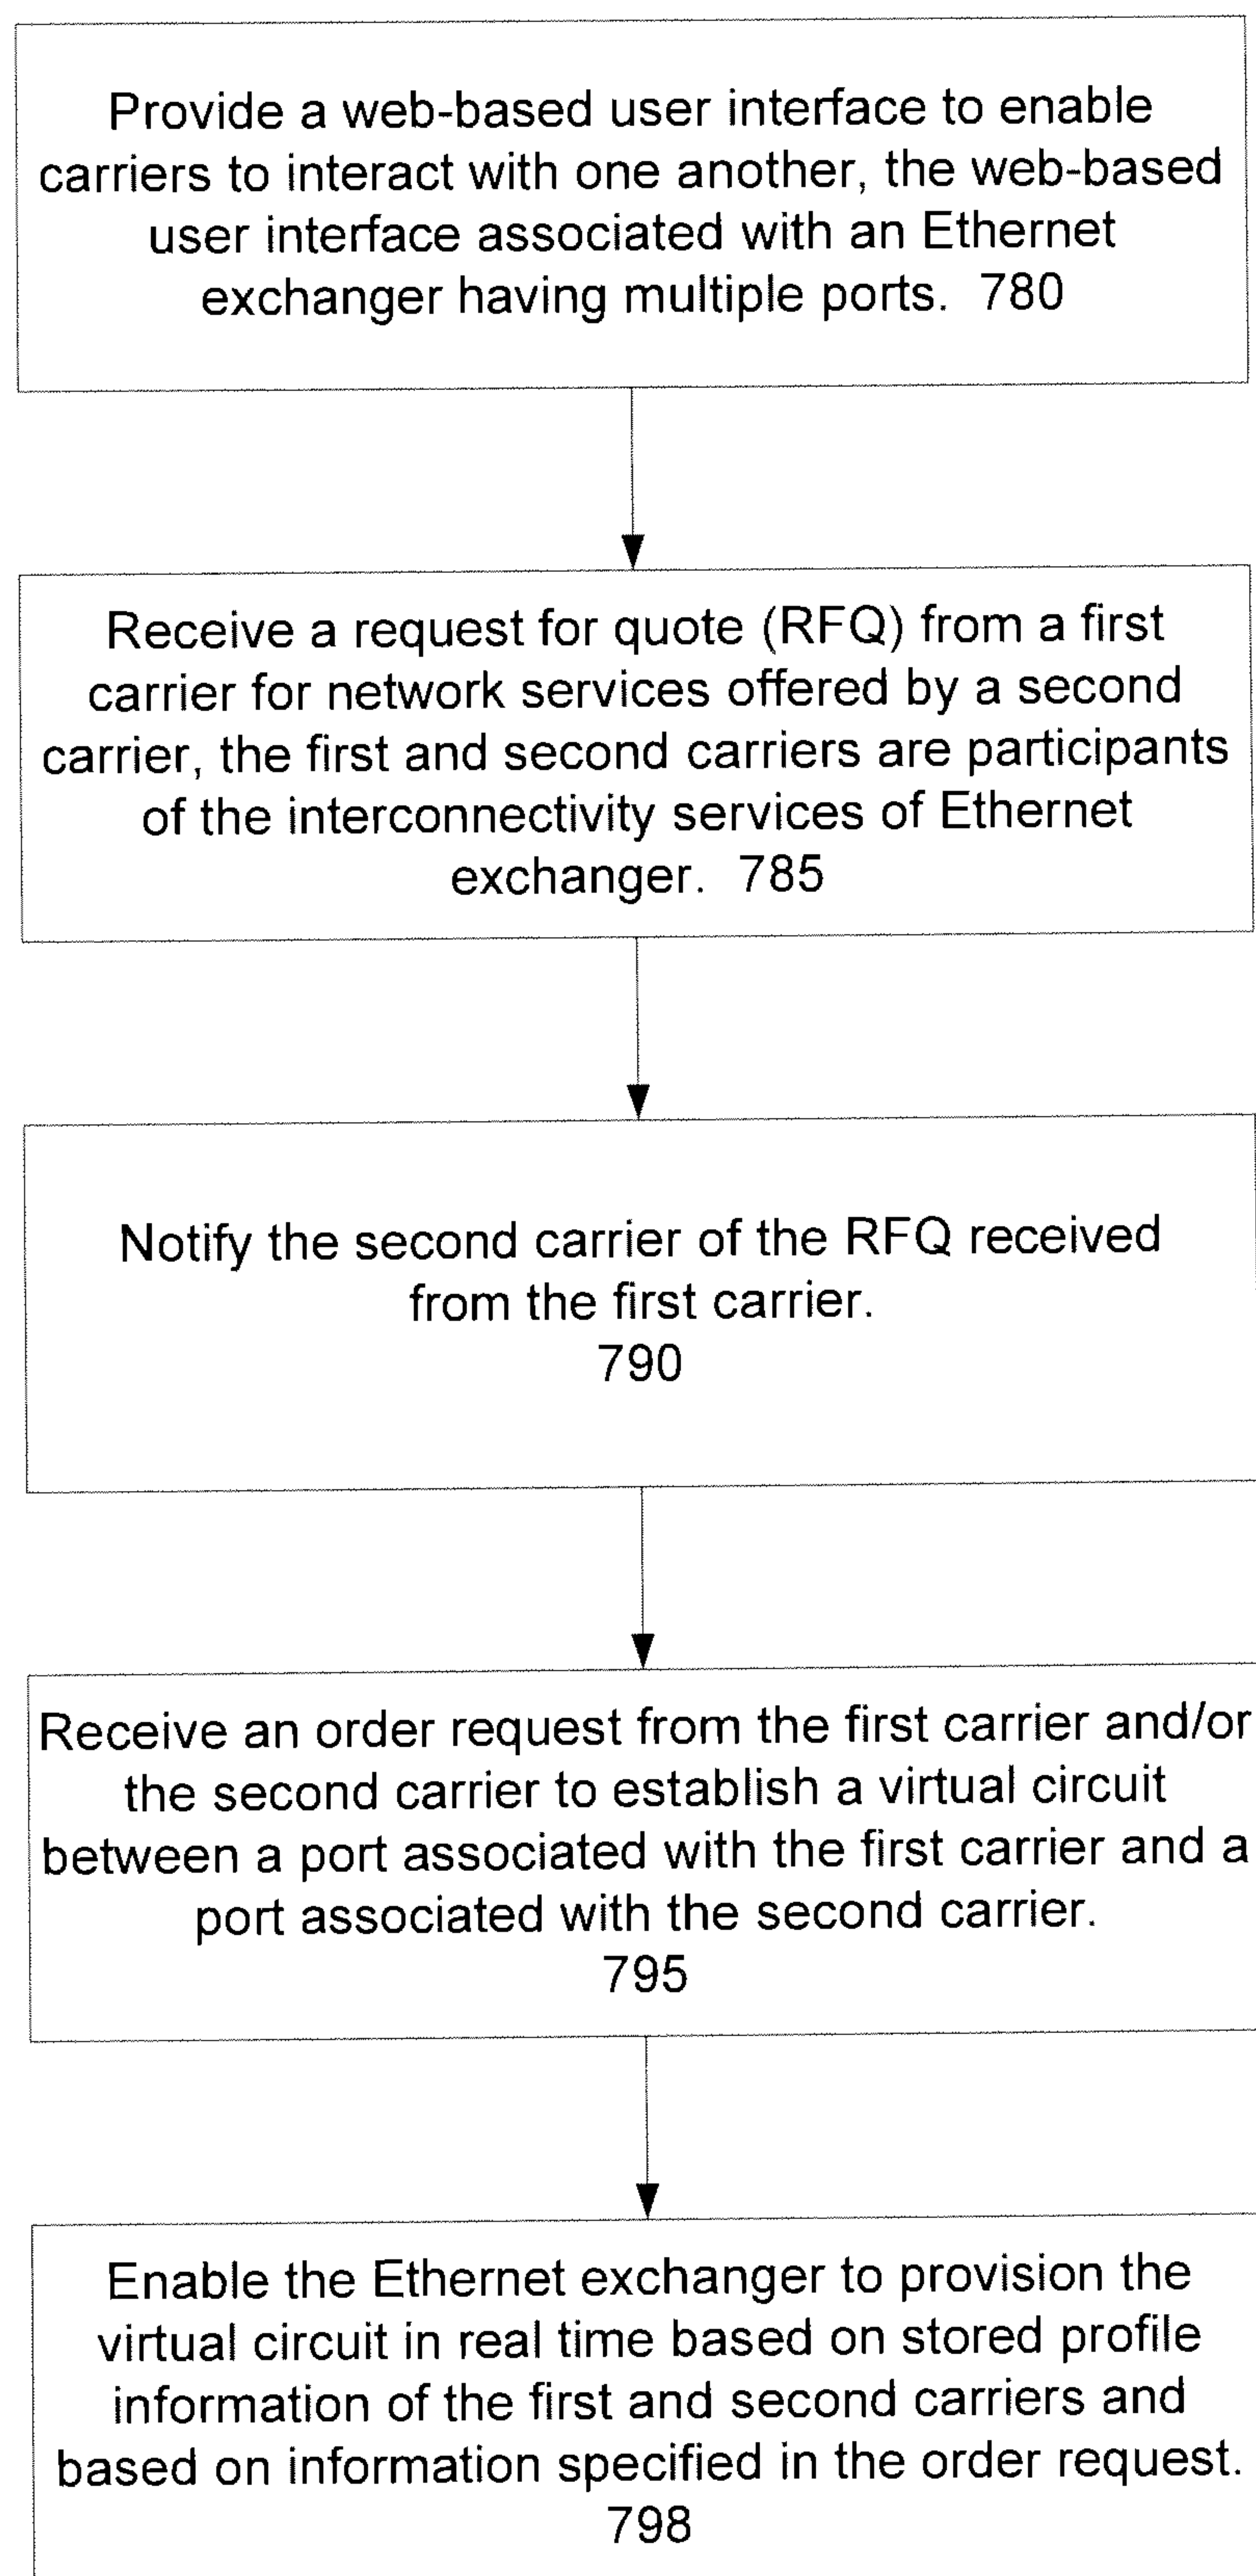 Provide a web-based user interface to enable
carriers to interact with one another, the web-based
user interface associated with an Ethernet
exchanger having multiple ports. 780
Receive a request for quote (RFQ) from a first
carrier for network services offered by a second
carrier, the first and second carriers are participants
of the interconnectivity services of Ethernet
exchanger. 785
Notify the second carrier of the RFQ received
from the first carrier.
790
Receive an order request from the first carrier and/or
the second carrier to establish a virtual circuit
between a port associated with the first carrier and a
port associated with the second carrier.
795
Enable the Ethernet exchanger to provision the
virtual circuit in real time based on stored profile
information of the first and second carriers and
based on information specified in the order request.
798